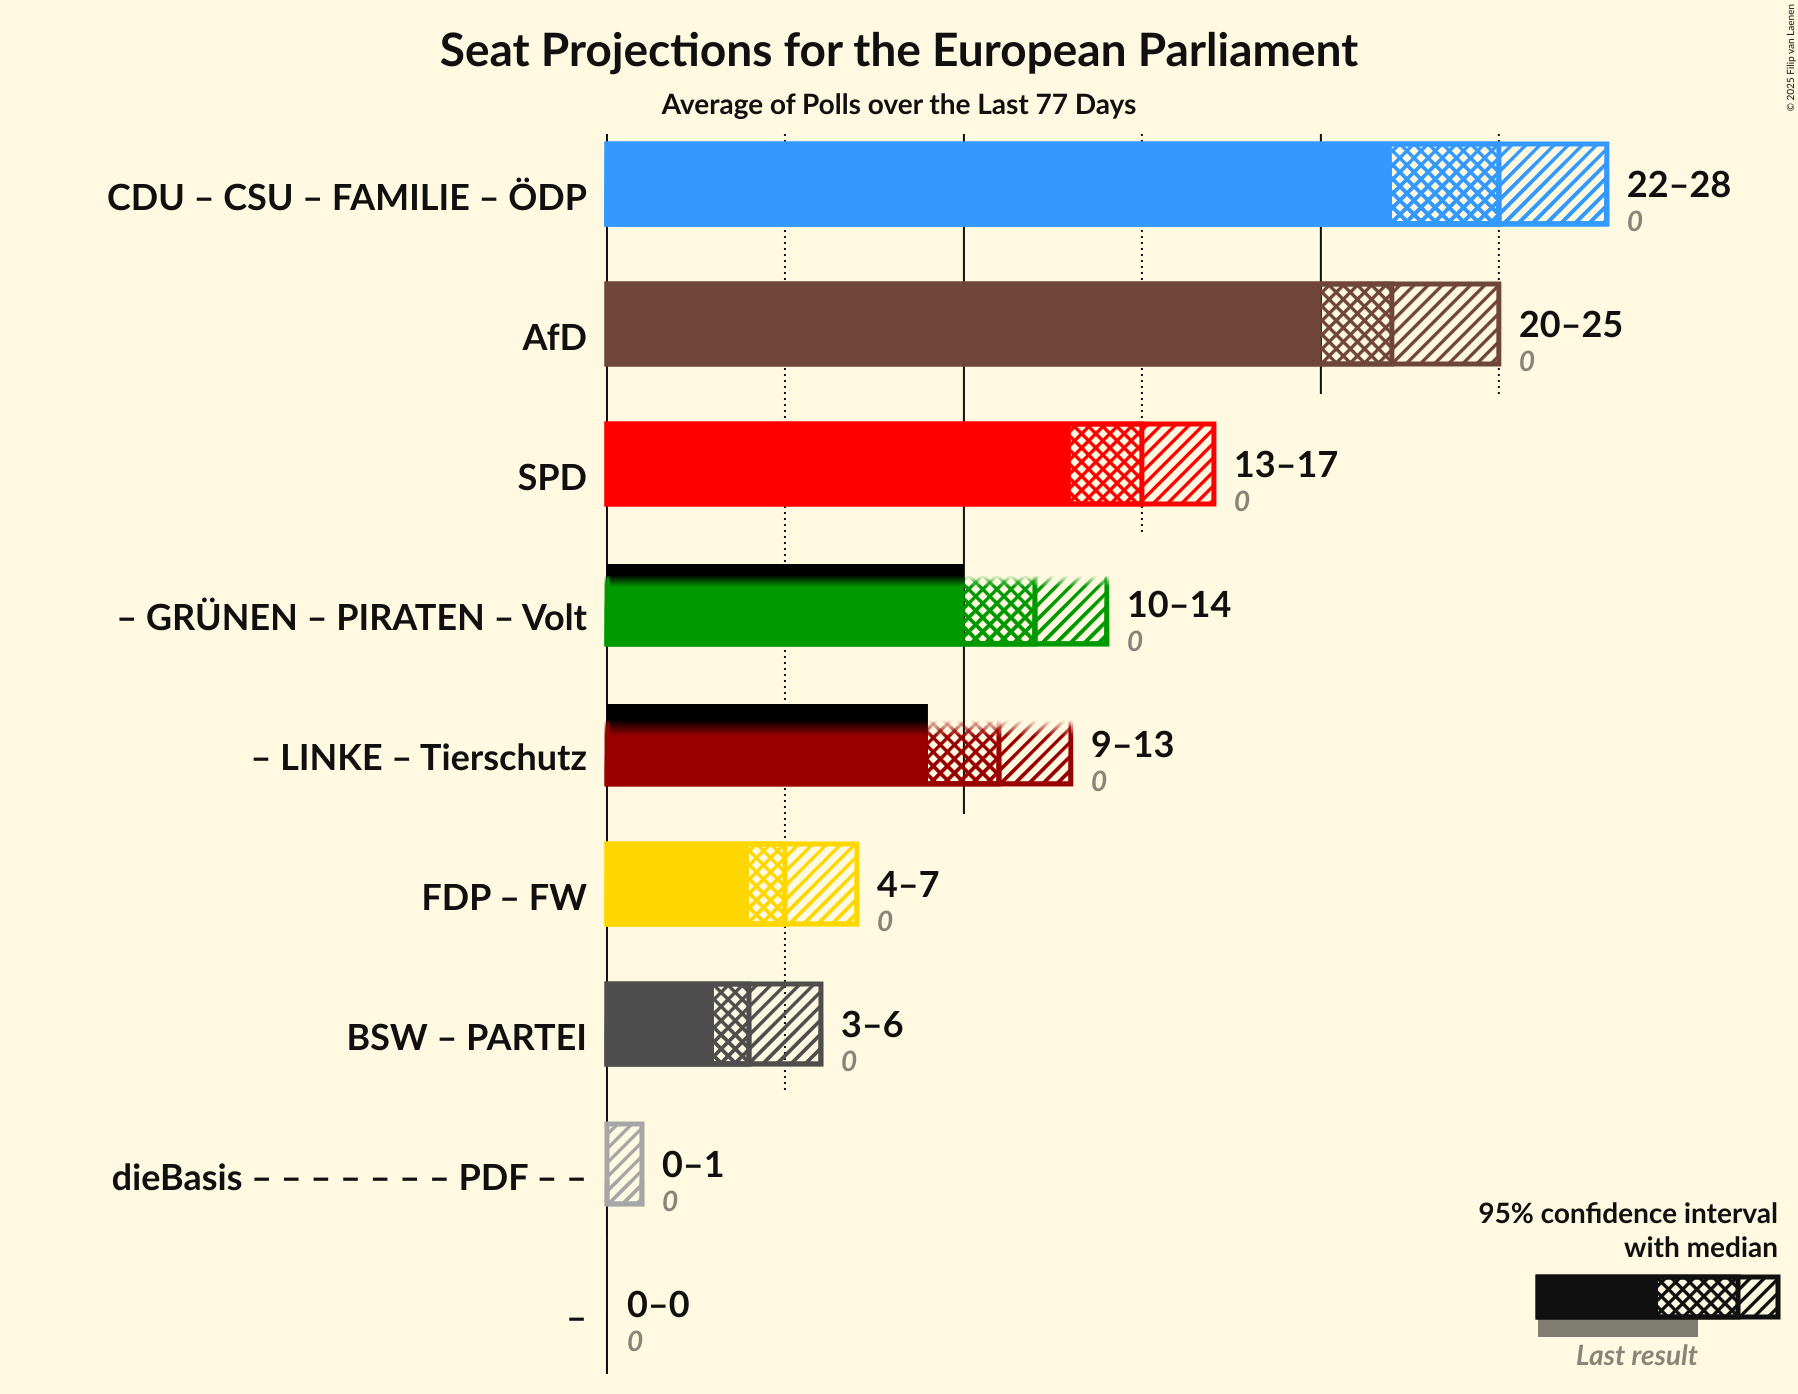 Seat Projections for the European Parliament
Average of Polls over the Last 77 Days
© 2025 Filip van Laenen
CDU – CSU – FAMILIE – ÖDP
22–28
0
AfD
20–25
0
SPD
13–17
0
– GRÜNEN – PIRATEN – Volt
10–14
0
– LINKE – Tierschutz
9–13
0
FDP – FW
4–7
0
BSW – PARTEI
3–6
0
dieBasis – – – – – – – PDF – –
0–1
0
–
0–0
0
95% confidence interval
with median
Last result